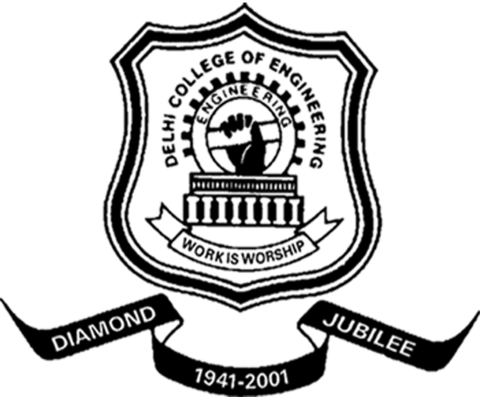 DELHI COLLEGE OF ENGINEERING
ENGINEERING
WORK IS WORSHIP
DIAMOND JUBILEE
1941-2001